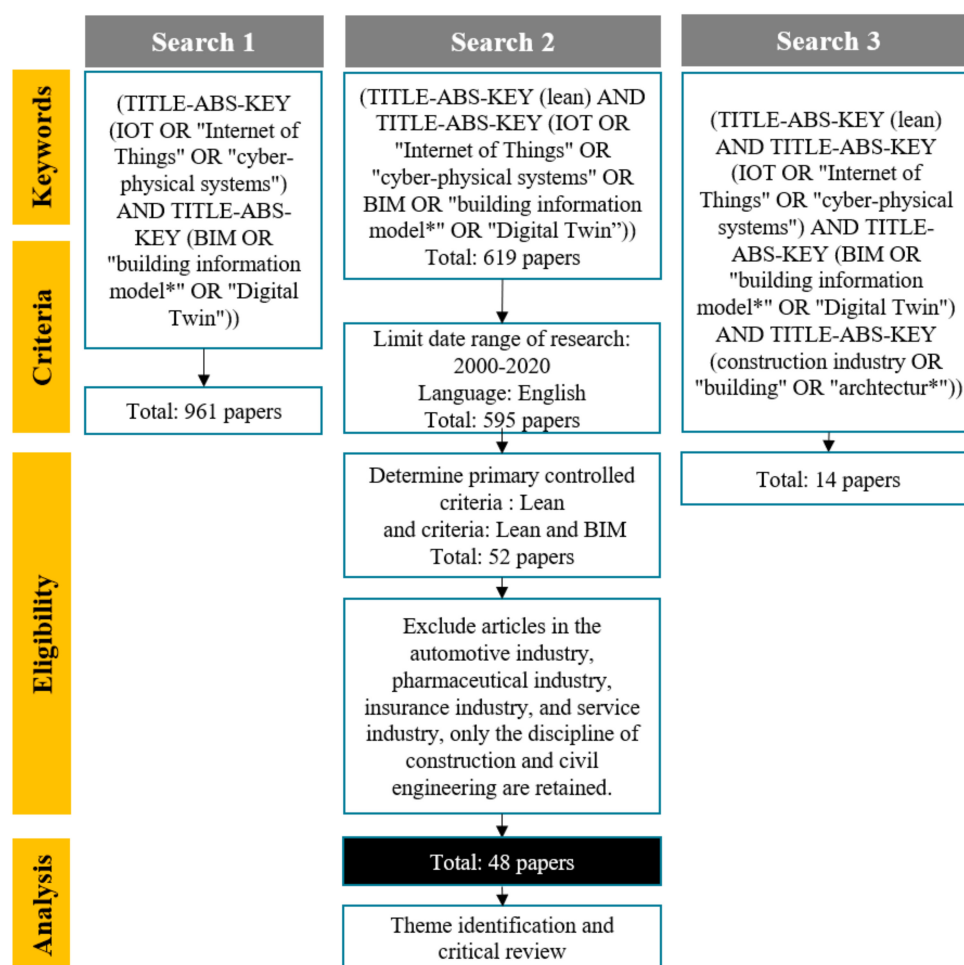 Search 1
Search 2
Search 3
Keywords
Criteria
Eligibility
Analysis
(TITLE-ABS-KEY
(IOT OR "Internet of
Things" OR "cyber-
physical systems")
AND TITLE-ABS-
KEY (BIM OR
"building information
model*" OR "Digital
Twin"))
Total: 961 papers
(TITLE-ABS-KEY (lean) AND
TITLE-ABS-KEY (IOT OR
"Internet of Things" OR
"cyber-physical systems" OR
BIM OR "building information
model*" OR "Digital Twin”))
Total: 619 papers
Limit date range of research:
2000-2020
Language: English
Total: 595 papers
Determine primary controlled
criteria : Lean
and criteria: Lean and BIM
Total: 52 papers
Exclude articles in the
automotive industry,
pharmaceutical industry,
insurance industry, and service
industry, only the discipline of
construction and civil
engineering are retained.
Total: 48 papers
Theme identification and
critical review
(TITLE-ABS-KEY (lean)
AND TITLE-ABS-KEY
(IOT OR "Internet of
Things" OR "cyber-physical
systems") AND TITLE-
ABS-KEY (BIM OR
"building information
model*" OR "Digital Twin")
AND TITLE-ABS-KEY
(construction industry OR
"building" OR "archtectur*"))
Total: 14 papers